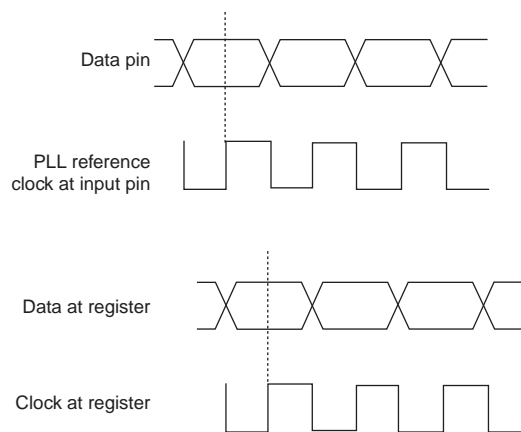 Data pin
PLL reference
clock at input pin
Data at register
Clock at register